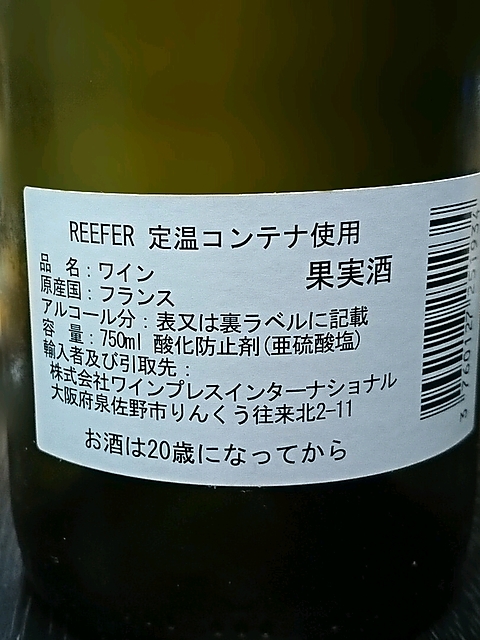 REEFER 定温コンテナ使用
果実酒
品 名：ワイン
原産国：フランス
アルコール分：表又は裏ラベルに記載
容 量：750ml 酸化防止剤(亜硫酸塩)
輸入者及び引取先：
株式会社ワインプレスインターナショナル
大阪府泉佐野市りんくう往来北2-11
お酒は20歳になってから